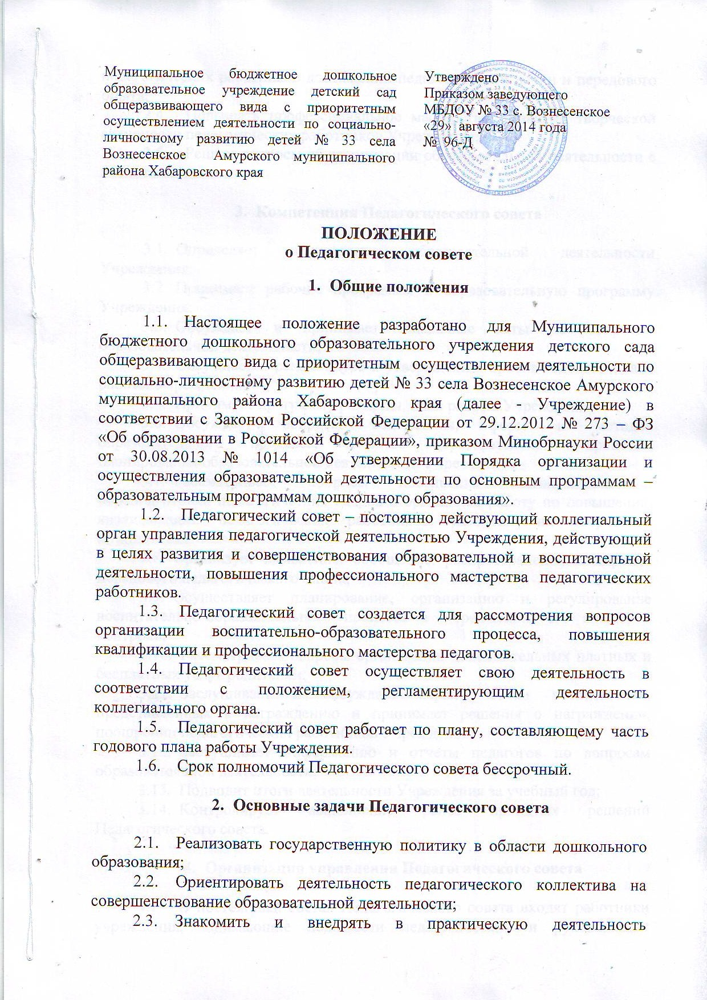 Муниципальное бюджетное дошкольное
образовательное учреждение детский сад
общеразвивающего вида с приоритетным
осуществлением деятельности по социально-
личностному развитию детей № 33 села
Вознесенское Амурского муниципального
района Хабаровского края
Утверждено
Приказом заведующего
МБДОУ № 33 с. Вознесенское
«29» августа 2014 года
№ 96-Д
ПОЛОЖЕНИЕ
о Педагогическом совете
1. Общие положения
1.1. Настоящее положение разработано для Муниципального
бюджетного дошкольного образовательного учреждения детского сада
общеразвивающего вида с приоритетным осуществлением деятельности по
социально-личностному развитию детей № 33 села Вознесенское Амурского
муниципального района Хабаровского края (далее - Учреждение) в
соответствии с Законом Российской Федерации от 29.12.2012 № 273 – ФЗ
«Об образовании в Российской Федерации», приказом Минобрнауки России
от 30.08.2013 № 1014 «Об утверждении Порядка организации и
осуществления образовательной деятельности по основным программам –
образовательным программам дошкольного образования».
1.2. Педагогический совет – постоянно действующий коллегиальный
орган управления педагогической деятельностью Учреждения, действующий
в целях развития и совершенствования образовательной и воспитательной
деятельности, повышения профессионального мастерства педагогических
работников.
1.3. Педагогический совет создается для рассмотрения вопросов
организации воспитательно-образовательного процесса, повышения
квалификации и профессионального мастерства педагогов.
1.4. Педагогический совет осуществляет свою деятельность в
соответствии с положением, регламентирующим деятельность
коллегиального органа.
1.5. Педагогический совет работает по плану, составляющему часть
годового плана работы Учреждения.
1.6. Срок полномочий Педагогического совета бессрочный.
2. Основные задачи Педагогического совета
2.1. Реализовать государственную политику в области дошкольного
образования;
2.2. Ориентировать деятельность педагогического коллектива на
совершенствование образовательной деятельности;
2.3. Знакомить и внедрять в практическую деятельность